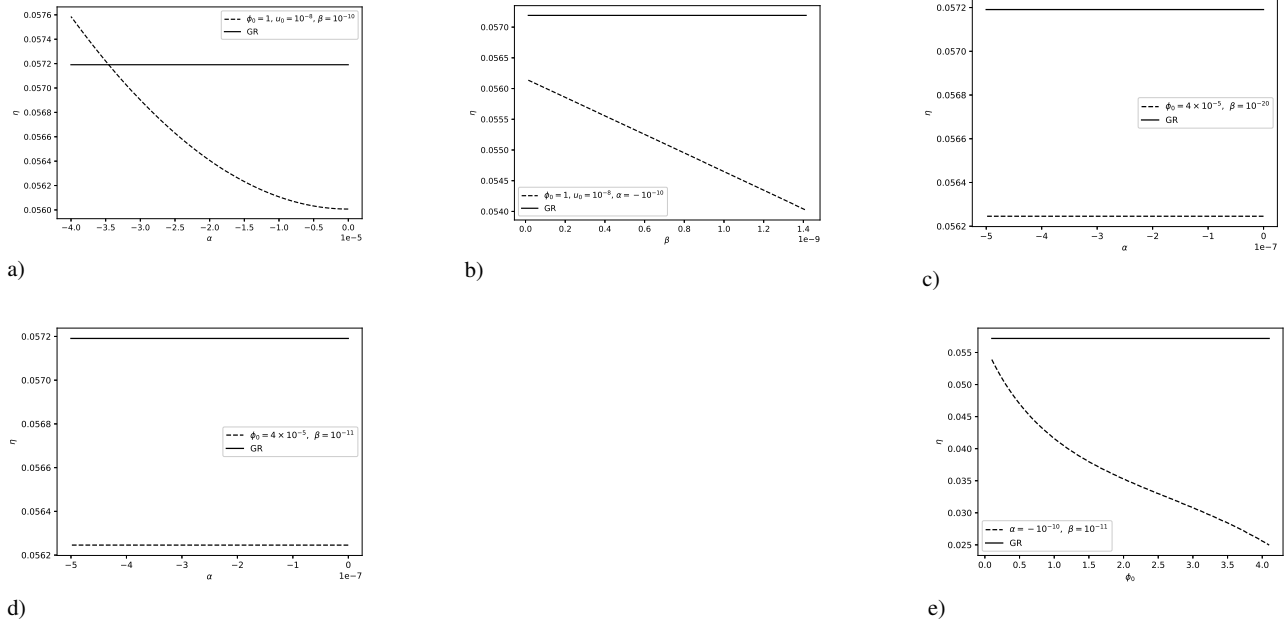 0.0576
0.0574
0.0572
0.0570
0.0568
0.0566
0.0564
0.0562
0.0560
η
−4.0 −3.5 −3.0 −2.5 −2.0 −1.5 −1.0 −0.5 0.0
1e−5
α
ϕ₀ = 1, u₀ = 10⁻⁸, β = 10⁻¹⁰
GR
a)
0.0570
0.0565
0.0560
0.0555
0.0550
0.0545
0.0540
η
0.0 0.2 0.4 0.6 0.8 1.0 1.2 1.4
1e−9
β
ϕ₀ = 1, u₀ = 10⁻⁸, α = −10⁻¹⁰
GR
b)
0.0572
0.0570
0.0568
0.0566
0.0564
0.0562
η
−5 −4 −3 −2 −1 0
1e−7
α
ϕ₀ = 4 × 10⁻⁵, β = 10⁻²⁰
GR
c)
0.0572
0.0570
0.0568
0.0566
0.0564
0.0562
η
−5 −4 −3 −2 −1 0
1e−7
α
ϕ₀ = 4 × 10⁻⁵, β = 10⁻¹¹
GR
d)
0.055
0.050
0.045
0.040
0.035
0.030
0.025
η
0.0 0.5 1.0 1.5 2.0 2.5 3.0 3.5 4.0
ϕ₀
α = −10⁻¹⁰, β = 10⁻¹¹
GR
e)